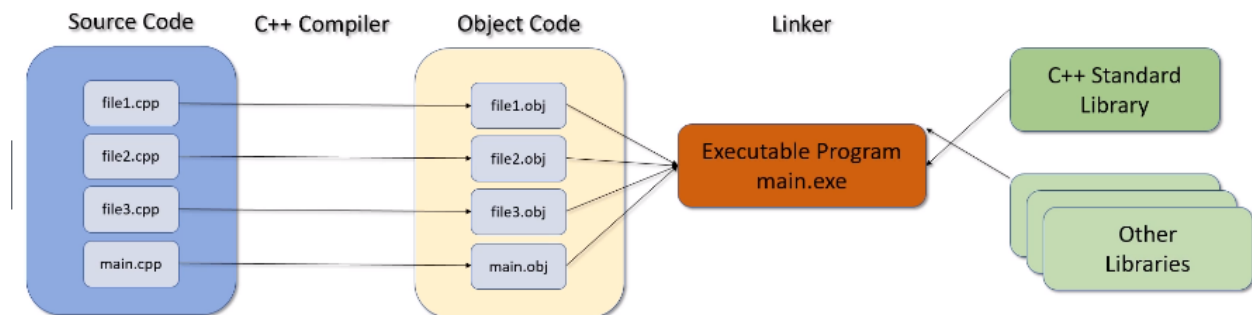 Source Code
C++ Compiler
Object Code
Linker
file1.cpp
file2.cpp
file3.cpp
main.cpp
file1.obj
file2.obj
file3.obj
main.obj
Executable Program
main.exe
C++ Standard
Library
Other
Libraries